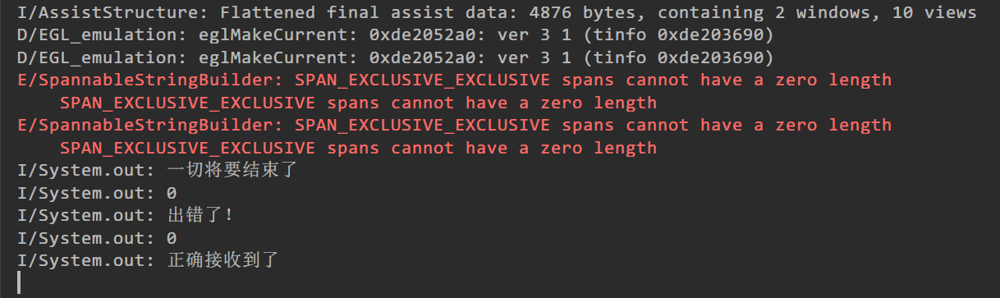 I/AssistStructure: Flattened final assist data: 4876 bytes, containing 2 windows, 10 views
D/EGL_emulation: eglMakeCurrent: 0xde2052a0: ver 3 1 (tinfo 0xde203690)
D/EGL_emulation: eglMakeCurrent: 0xde2052a0: ver 3 1 (tinfo 0xde203690)
E/SpannableStringBuilder: SPAN_EXCLUSIVE_EXCLUSIVE spans cannot have a zero length
SPAN_EXCLUSIVE_EXCLUSIVE spans cannot have a zero length
E/SpannableStringBuilder: SPAN_EXCLUSIVE_EXCLUSIVE spans cannot have a zero length
SPAN_EXCLUSIVE_EXCLUSIVE spans cannot have a zero length
I/System.out: 一切将要结束了
I/System.out: 0
I/System.out: 出错了!
I/System.out: 0
I/System.out: 正确接收到了